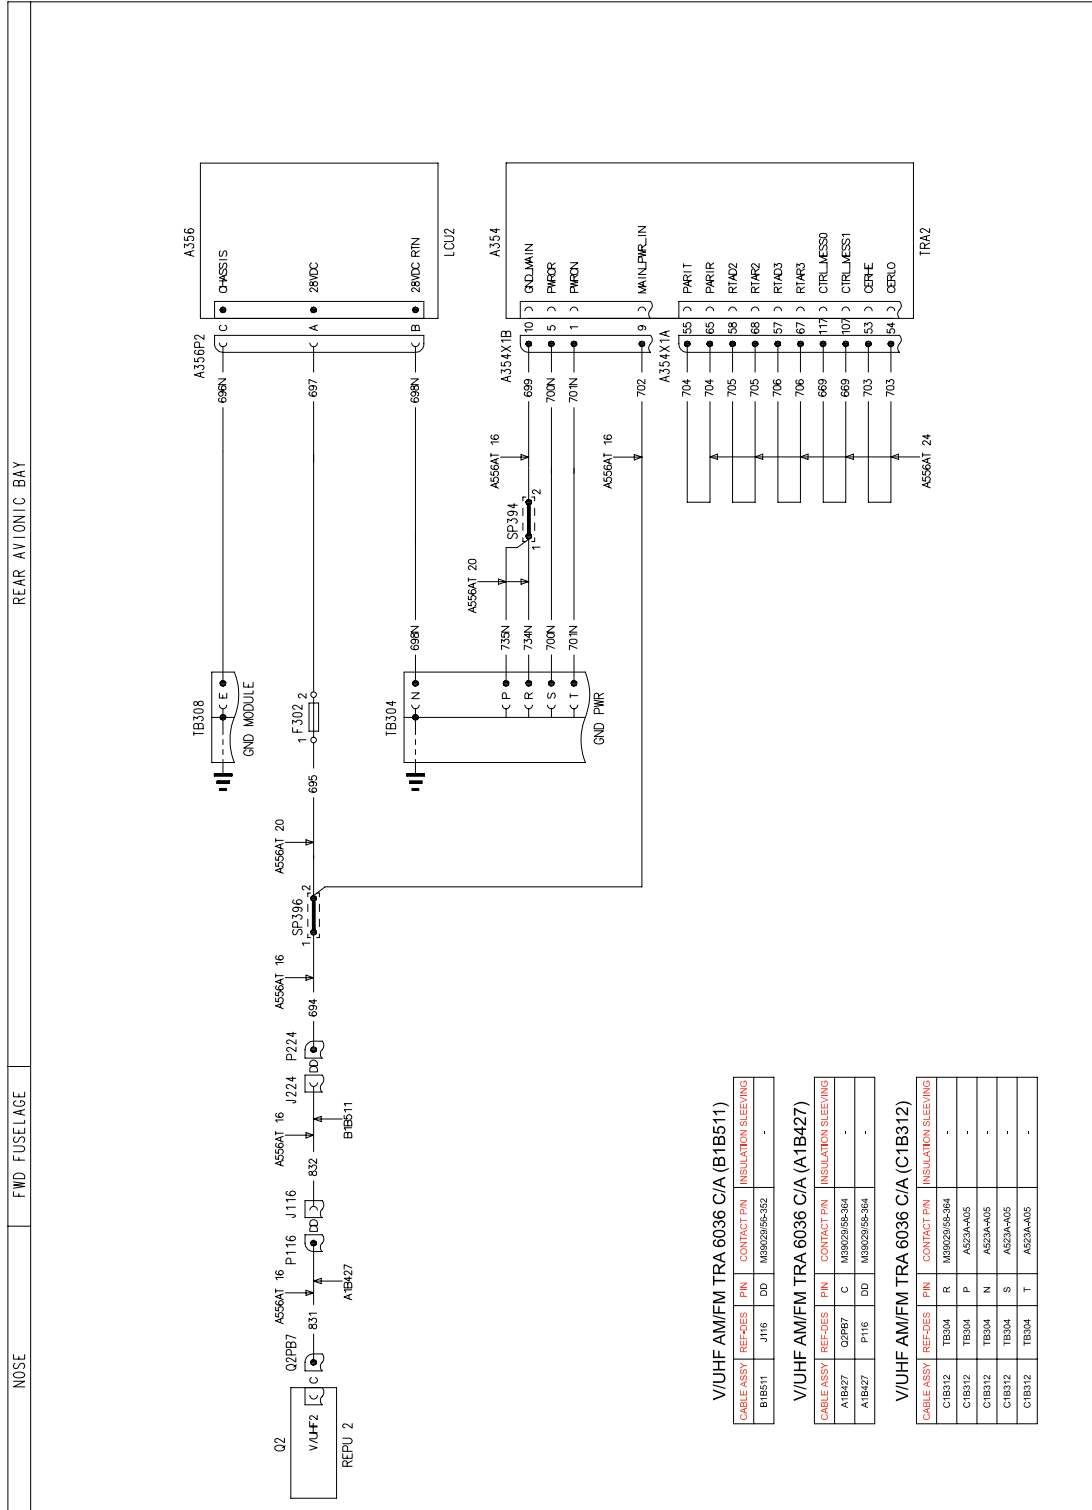 NOSE
FWD FUSELAGE
REAR AVIONIC BAY
Q2
V/UHF2
REPU 2
C
Q2PB7
831
A556AT 16
A1B427
P116
DD
J116
832
A556AT 16
B1B511
J224
DD
P224
694
A556AT 16
1
SP396
2
A556AT 20
695
1
F302
2
697
TB308
E
GND MODULE
696N
TB304
N
P
R
S
T
GND PWR
698N
735N
734N
700N
701N
A556AT 20
1
SP394
2
A556AT 16
A556AT 16
696N
697
698N
A356P2
C
A
B
A356
CHASSIS
28VDC
28VDC RTN
LCU2
699
700N
701N
702
A354X1B
10
5
1
9
A354
GND_MAIN
PWROR
PWRON
MAIN_PWR_IN
A354X1A
704
55
PARIT
704
65
PARIR
705
58
RTAD2
705
68
RTAR2
706
57
RTAD3
706
67
RTAR3
669
117
CTRL_MESS0
669
107
CTRL_MESS1
703
53
CERHE
703
54
CERLO
TRA2
A556AT 24
V/UHF AM/FM TRA 6036 C/A (B1B511)
CABLE ASSY REF-DES PIN CONTACT P/N INSULATION SLEEVING
B1B511 J116 DD M39029/56-352 -
V/UHF AM/FM TRA 6036 C/A (A1B427)
CABLE ASSY REF-DES PIN CONTACT P/N INSULATION SLEEVING
A1B427 Q2PB7 C M39029/58-364 -
A1B427 P116 DD M39029/58-364 -
V/UHF AM/FM TRA 6036 C/A (C1B312)
CABLE ASSY REF-DES PIN CONTACT P/N INSULATION SLEEVING
C1B312 TB304 R M39029/58-364 -
C1B312 TB304 P A523A-A05 -
C1B312 TB304 N A523A-A05 -
C1B312 TB304 S A523A-A05 -
C1B312 TB304 T A523A-A05 -